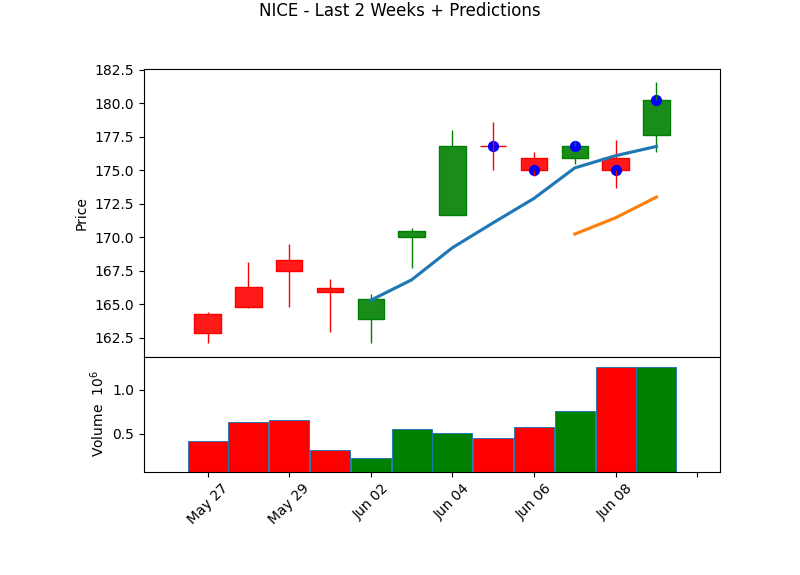 NICE - Last 2 Weeks + Predictions
182.5
180.0
177.5
175.0
172.5
170.0
167.5
165.0
162.5
Price
1.0
0.5
Volume 10^6
May 27
May 29
Jun 02
Jun 04
Jun 06
Jun 08